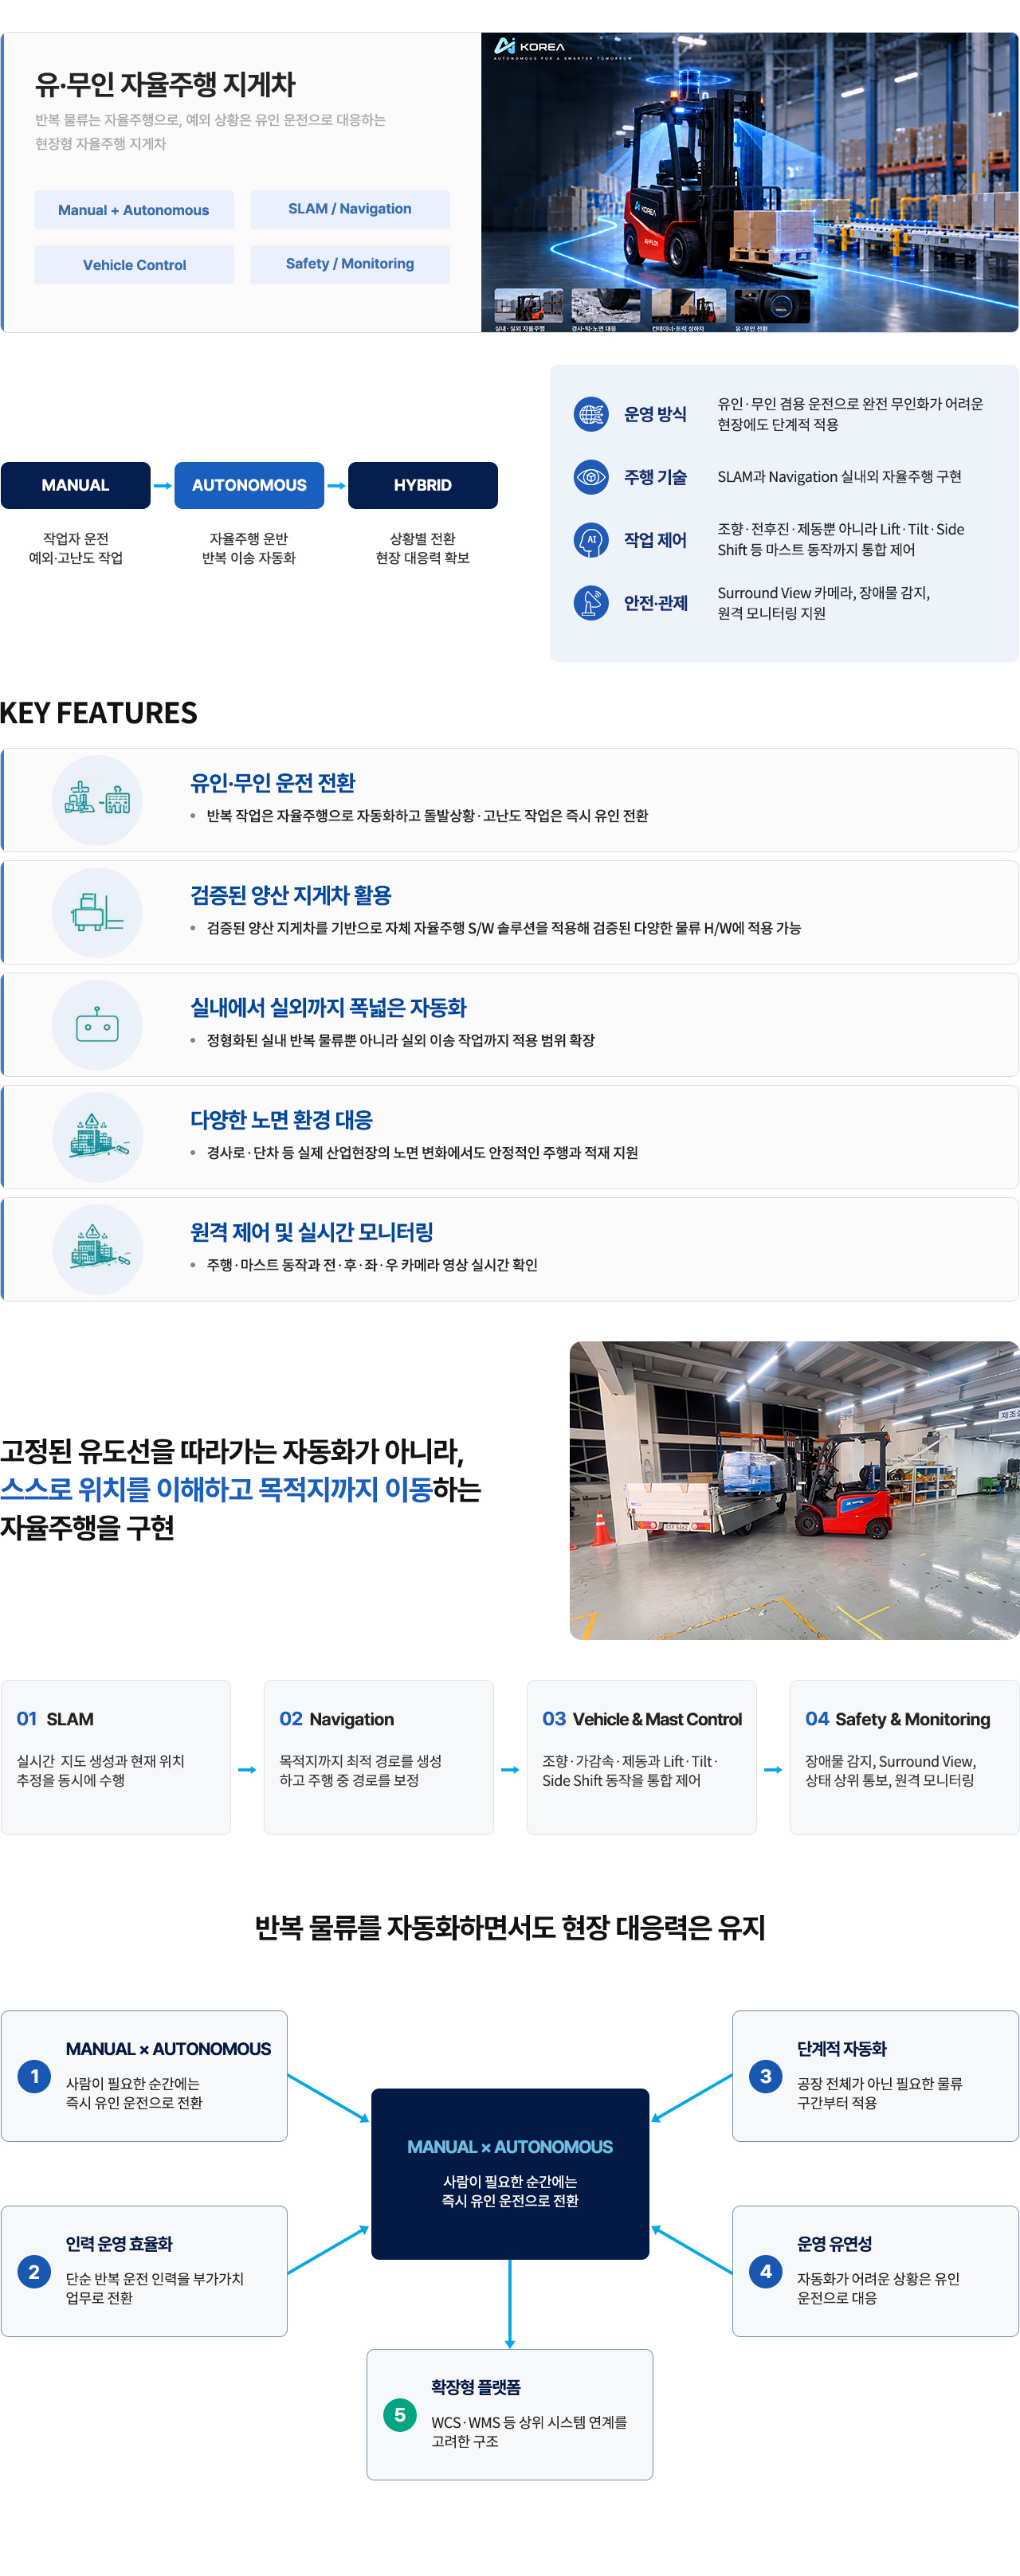 유·무인 자율주행 지게차
반복 물류는 자율주행으로, 예외 상황은 유인 운전으로 대응하는
현장형 자율주행 지게차
Manual + Autonomous
SLAM / Navigation
Vehicle Control
Safety / Monitoring
Ai KOREA
AUTONOMOUS FOR A SMARTER TOMORROW
KOREA
실내·실외 자율주행
경사·턱·노면 대응
컨테이너·트럭 상하차
유·무인 전환
MANUAL
AUTONOMOUS
HYBRID
작업자 운전
예외·고난도 작업
자율주행 운반
반복 이송 자동화
상황별 전환
현장 대응력 확보
운영 방식
유인·무인 겸용 운전으로 완전 무인화가 어려운
현장에도 단계적 적용
주행 기술
SLAM과 Navigation 실내외 자율주행 구현
AI
작업 제어
조향·전후진·제동뿐 아니라 Lift·Tilt·Side
Shift 등 마스트 동작까지 통합 제어
안전·관제
Surround View 카메라, 장애물 감지,
원격 모니터링 지원
KEY FEATURES
유인·무인 운전 전환
• 반복 작업은 자율주행으로 자동화하고 돌발상황·고난도 작업은 즉시 유인 전환
검증된 양산 지게차 활용
• 검증된 양산 지게차를 기반으로 자체 자율주행 S/W 솔루션을 적용해 검증된 다양한 물류 H/W에 적용 가능
실내에서 실외까지 폭넓은 자동화
• 정형화된 실내 반복 물류뿐 아니라 실외 이송 작업까지 적용 범위 확장
다양한 노면 환경 대응
• 경사로·단차 등 실제 산업현장의 노면 변화에서도 안정적인 주행과 적재 지원
원격 제어 및 실시간 모니터링
• 주행·마스트 동작과 전·후·좌·우 카메라 영상 실시간 확인
고정된 유도선을 따라가는 자동화가 아니라,
스스로 위치를 이해하고 목적지까지 이동하는
자율주행을 구현
01 SLAM
실시간 지도 생성과 현재 위치
추정을 동시에 수행
02 Navigation
목적지까지 최적 경로를 생성
하고 주행 중 경로를 보정
03 Vehicle & Mast Control
조향·가감속·제동과 Lift·Tilt·
Side Shift 동작을 통합 제어
04 Safety & Monitoring
장애물 감지, Surround View,
상태 상위 통보, 원격 모니터링
반복 물류를 자동화하면서도 현장 대응력은 유지
1
MANUAL × AUTONOMOUS
사람이 필요한 순간에는
즉시 유인 운전으로 전환
3
단계적 자동화
공장 전체가 아닌 필요한 물류
구간부터 적용
MANUAL × AUTONOMOUS
사람이 필요한 순간에는
즉시 유인 운전으로 전환
2
인력 운영 효율화
단순 반복 운전 인력을 부가가치
업무로 전환
4
운영 유연성
자동화가 어려운 상황은 유인
운전으로 대응
5
확장형 플랫폼
WCS·WMS 등 상위 시스템 연계를
고려한 구조